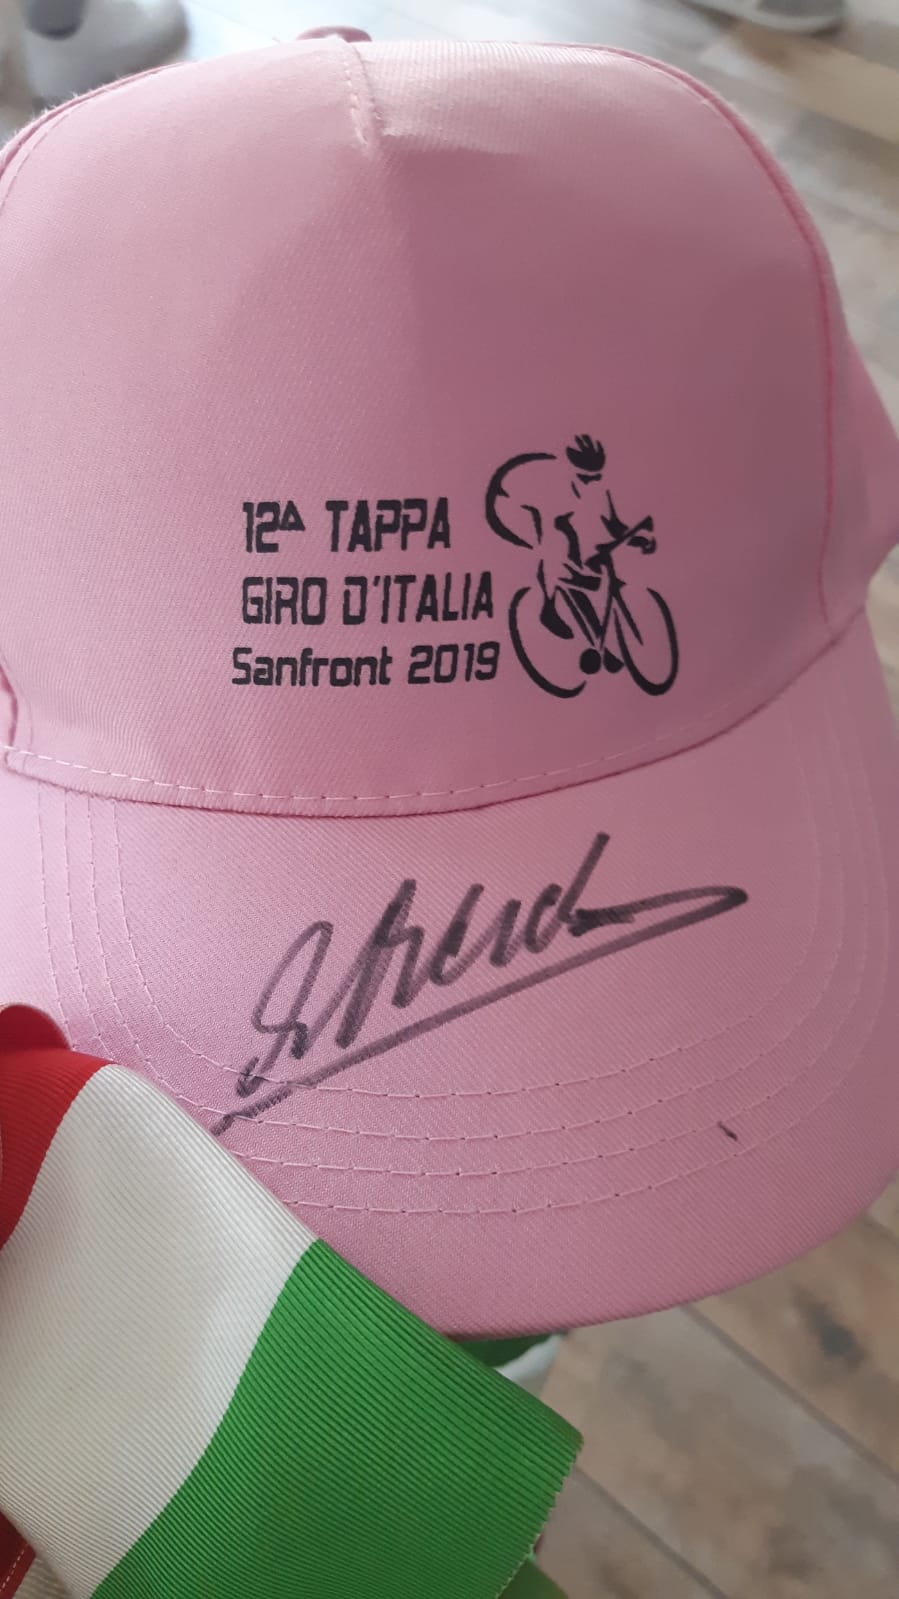 12ª TAPPA
GIRO D'ITALIA
Sanfront 2019